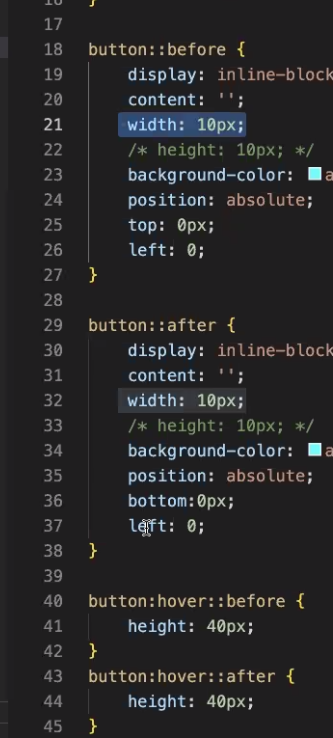 17
18 button::before {
19 display: inline-block
20 content: '';
21 width: 10px;
22 /* height: 10px; */
23 background-color: a
24 position: absolute;
25 top: 0px;
26 left: 0;
27 }
28
29 button::after {
30 display: inline-block
31 content: '';
32 width: 10px;
33 /* height: 10px; */
34 background-color: a
35 position: absolute;
36 bottom:0px;
37 left: 0;
38 }
39
40 button:hover::before {
41 height: 40px;
42 }
43 button:hover::after {
44 height: 40px;
45 }